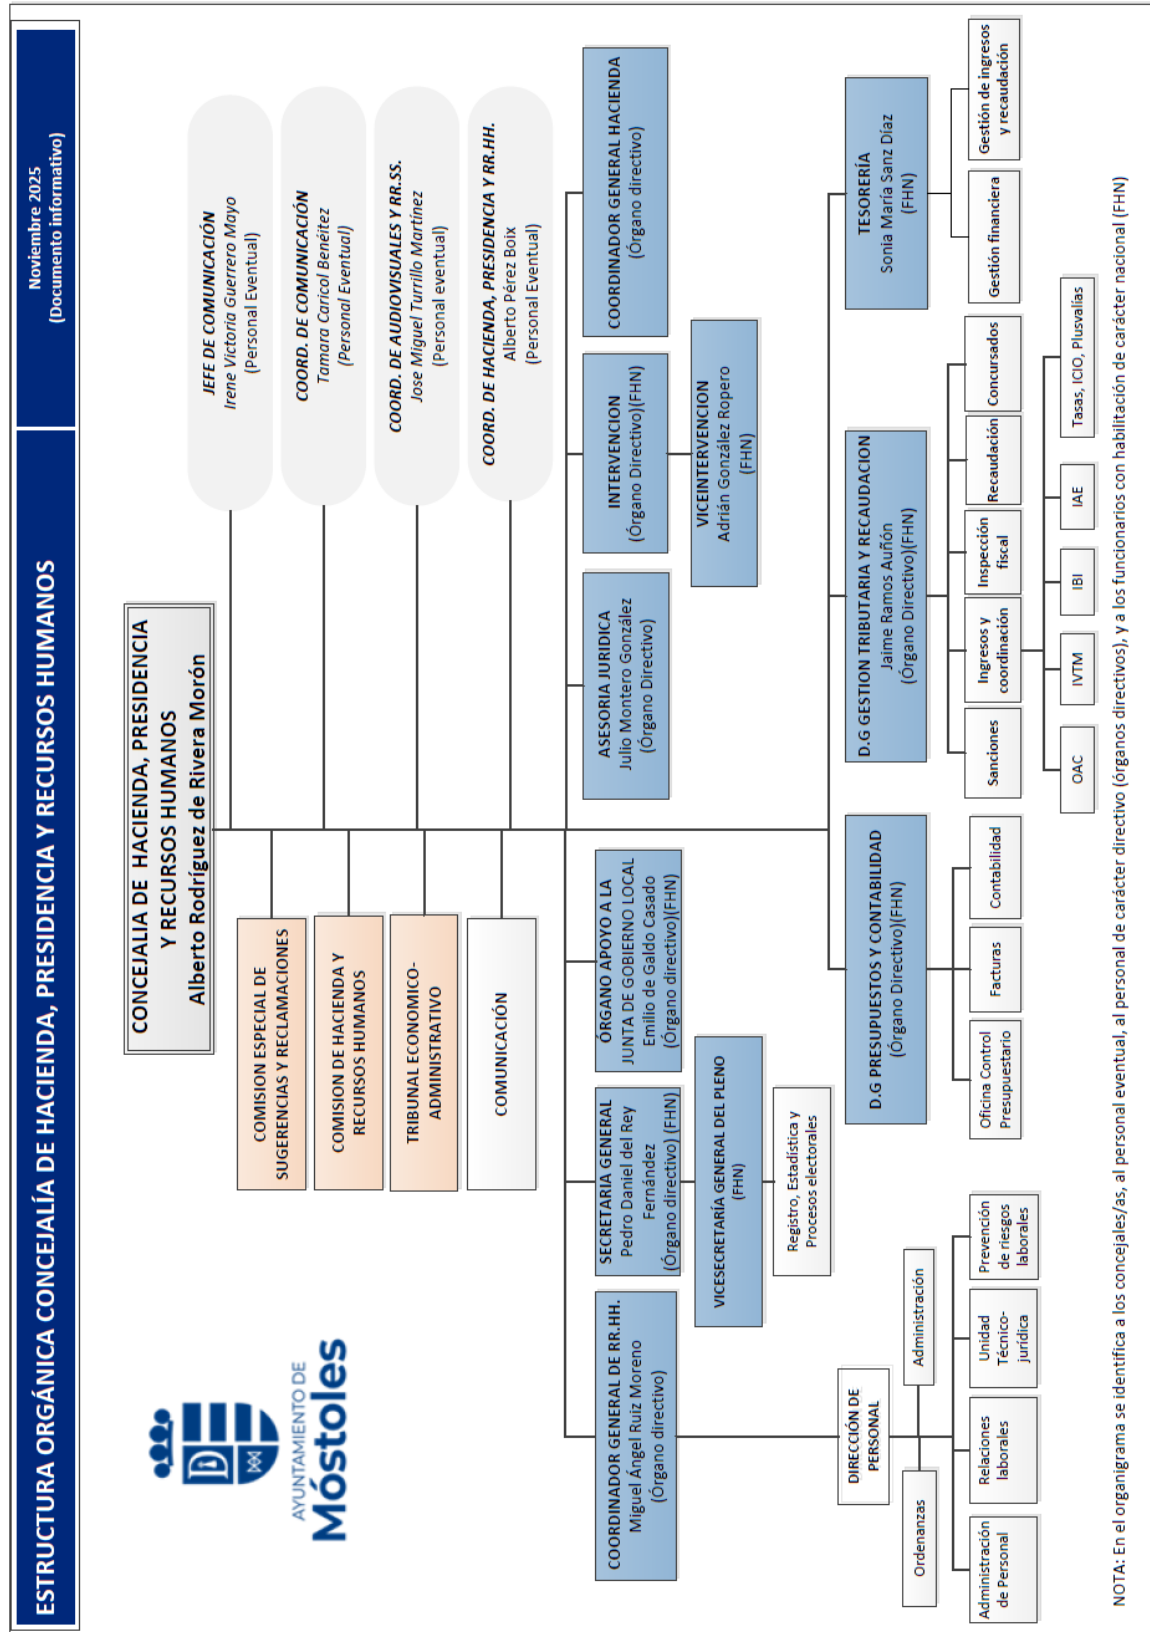 ESTRUCTURA ORGÁNICA CONCEJALÍA DE HACIENDA, PRESIDENCIA Y RECURSOS HUMANOS
Noviembre 2025
(Documento informativo)
AYUNTAMIENTO DE
Móstoles
CONCEJALIA DE HACIENDA, PRESIDENCIA
Y RECURSOS HUMANOS
Alberto Rodríguez de Rivera Morón
JEFE DE COMUNICACIÓN
Irene Victoria Guerrero Mayo
(Personal Eventual)
COORD. DE COMUNICACIÓN
Tamara Caricol Benéitez
(Personal Eventual)
COORD. DE AUDIOVISUALES Y RR.SS.
Jose Miguel Turrillo Martínez
(Personal eventual)
COORD. DE HACIENDA, PRESIDENCIA Y RR.HH.
Alberto Pérez Boix
(Personal Eventual)
COMISION ESPECIAL DE
SUGERENCIAS Y RECLAMACIONES
COMISION DE HACIENDA Y
RECURSOS HUMANOS
TRIBUNAL ECONOMICO-
ADMINISTRATIVO
COMUNICACIÓN
COORDINADOR GENERAL DE RR.HH.
Miguel Ángel Ruiz Moreno
(Órgano directivo)
SECRETARIA GENERAL
Pedro Daniel del Rey
Fernández
(Órgano directivo) (FHN)
ÓRGANO APOYO A LA
JUNTA DE GOBIERNO LOCAL
Emilio de Galdo Casado
(Órgano directivo)(FHN)
ASESORIA JURIDICA
Julio Montero González
(Órgano Directivo)
INTERVENCION
(Órgano Directivo)(FHN)
COORDINADOR GENERAL HACIENDA
(Órgano directivo)
VICESECRETARÍA GENERAL DEL PLENO
(FHN)
VICEINTERVENCION
Adrián González Ropero
(FHN)
Registro, Estadística y
Procesos electorales
DIRECCIÓN DE
PERSONAL
D.G PRESUPUESTOS Y CONTABILIDAD
(Órgano Directivo)(FHN)
D.G GESTION TRIBUTARIA Y RECAUDACION
Jaime Ramos Auñón
(Órgano Directivo)(FHN)
TESORERÍA
Sonia María Sanz Díaz
(FHN)
Ordenanzas
Administración
Administración
de Personal
Relaciones
laborales
Unidad
Técnico-
jurídica
Prevención
de riesgos
laborales
Oficina Control
Presupuestario
Facturas
Contabilidad
Sanciones
Ingresos y
coordinación
Inspección
fiscal
Recaudación
Concursados
Gestión financiera
Gestión de ingresos
y recaudación
OAC
IVTM
IBI
IAE
Tasas, ICIO, Plusvalías
NOTA: En el organigrama se identifica a los concejales/as, al personal eventual, al personal de carácter directivo (órganos directivos), y a los funcionarios con habilitación de carácter nacional (FHN)